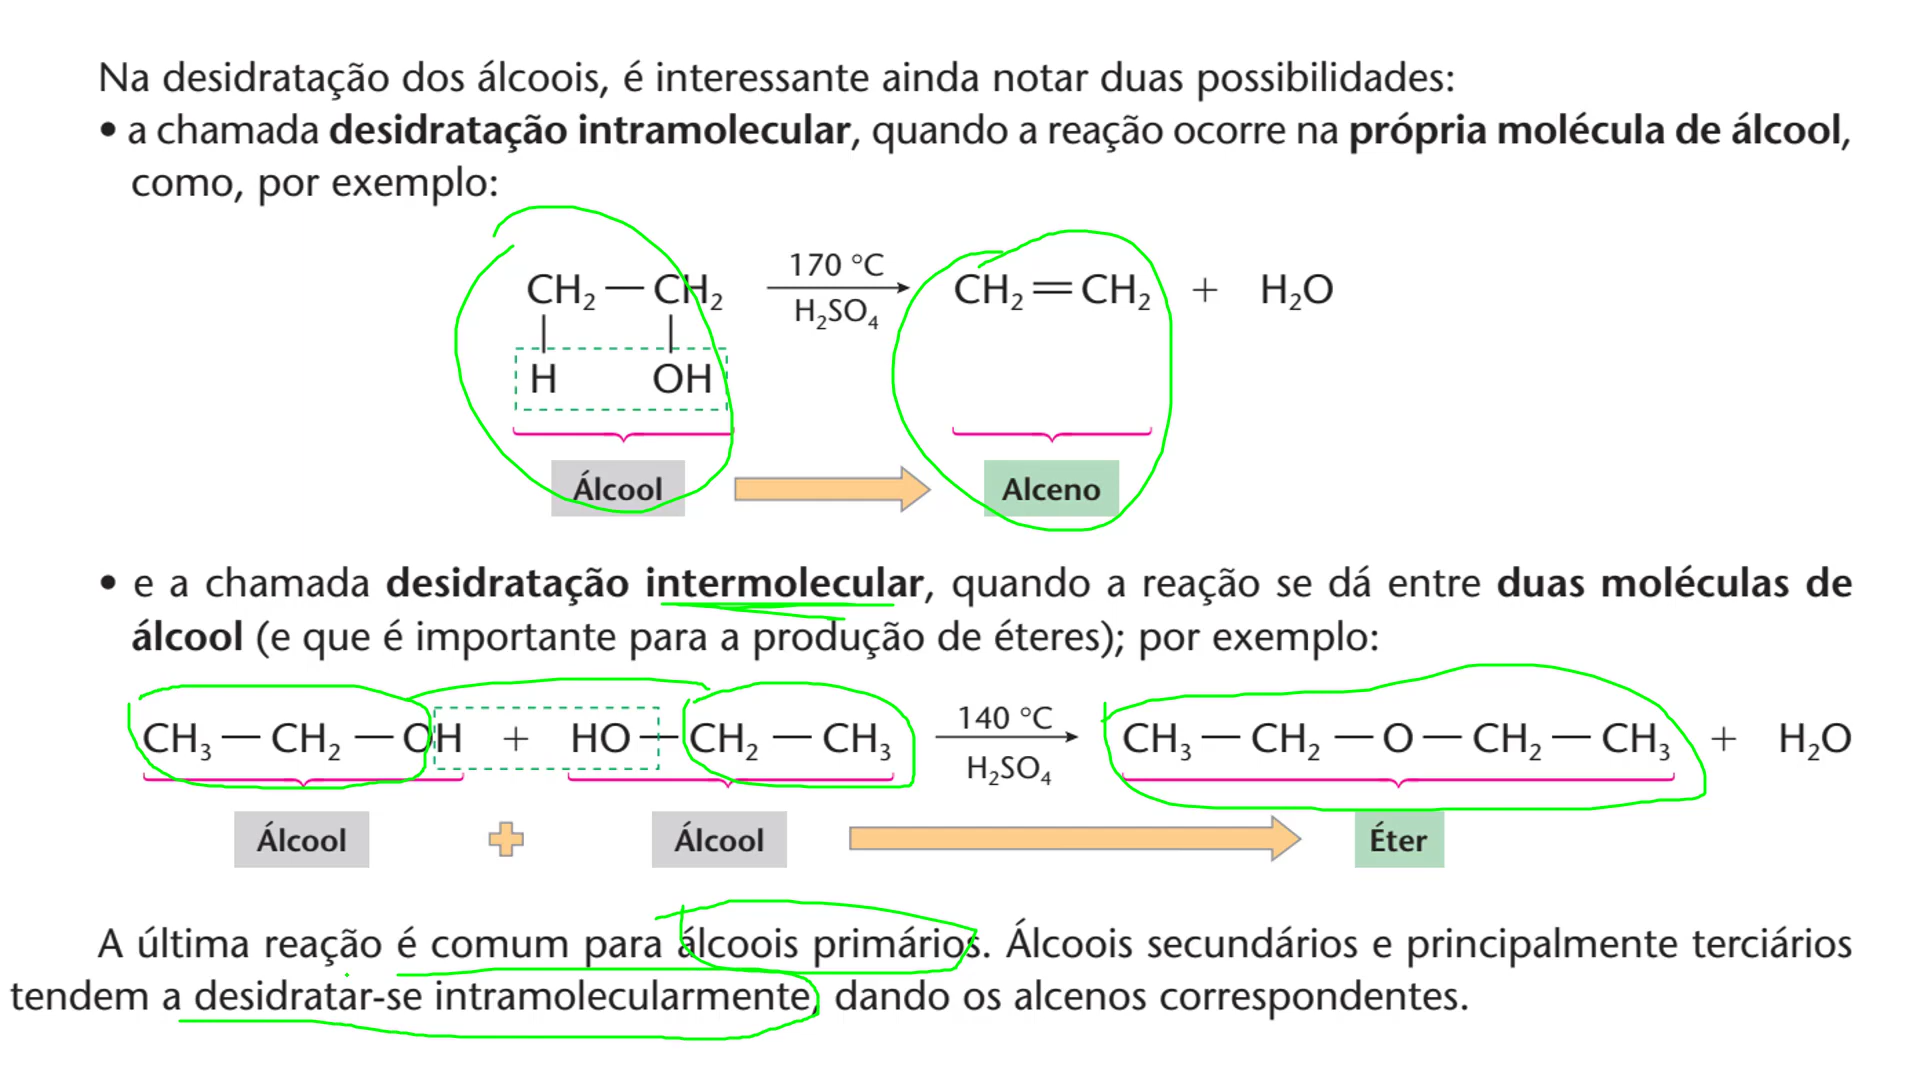 Na desidratação dos álcoois, é interessante ainda notar duas possibilidades:
• a chamada desidratação intramolecular, quando a reação ocorre na própria molécula de álcool,
como, por exemplo:
CH₂ — CH₂ 170 °C CH₂ = CH₂ + H₂O
H₂SO₄
H OH
Álcool Alceno
• e a chamada desidratação intermolecular, quando a reação se dá entre duas moléculas de
álcool (e que é importante para a produção de éteres); por exemplo:
CH₃ — CH₂ — OH + HO — CH₂ — CH₃ 140 °C CH₃ — CH₂ — O — CH₂ — CH₃ + H₂O
H₂SO₄
Álcool + Álcool Éter
A última reação é comum para álcoois primários. Álcoois secundários e principalmente terciários
tendem a desidratar-se intramolecularmente, dando os alcenos correspondentes.